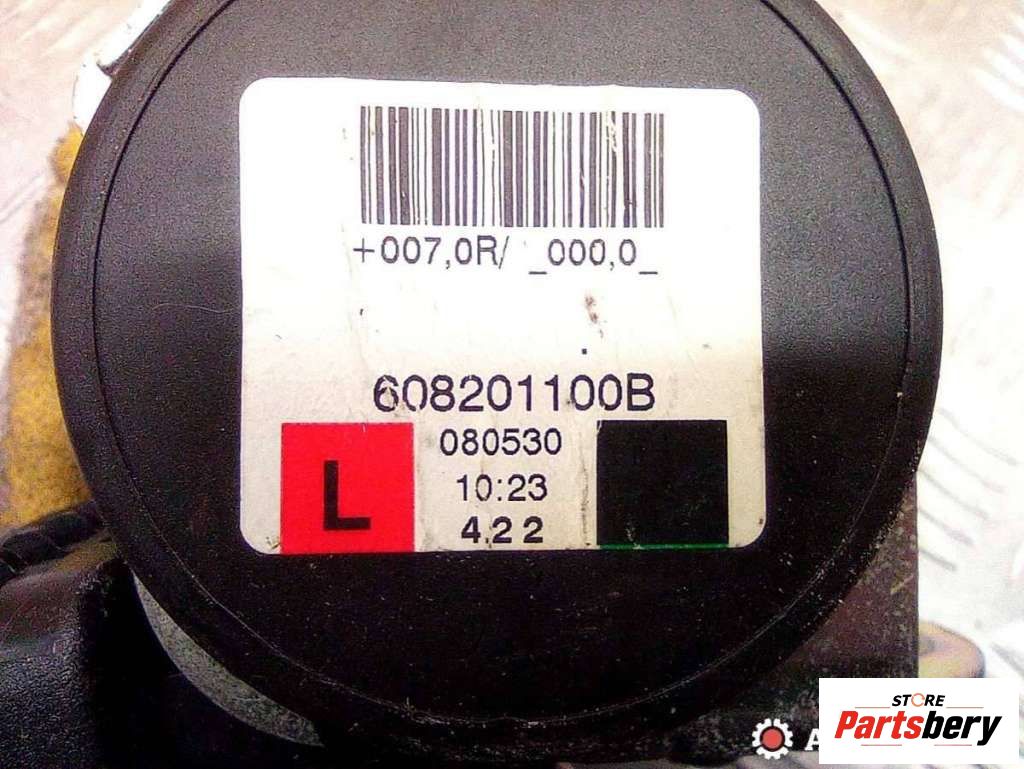 +007,0R/ _000,0_
608201100B
080530
10:23
4.2 2
L
STORE
Partsbery
A